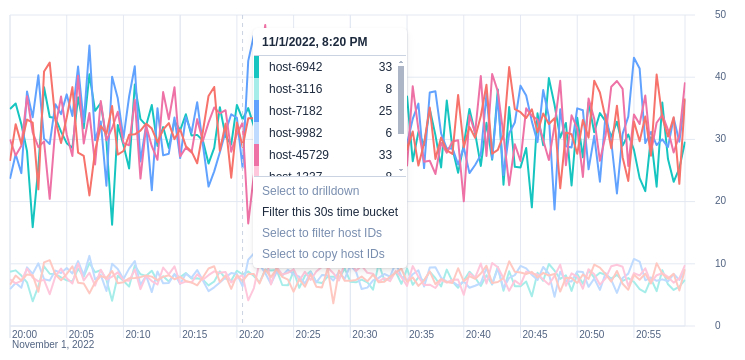 50
11/1/2022, 8:20 PM
host-6942 33
host-3116 8
40
host-7182 25
host-9982 6
30
host-45729 33
Select to drilldown
20
Filter this 30s time bucket
Select to filter host IDs
Select to copy host IDs
10
0
20:00 20:05 20:10 20:15 20:20 20:25 20:30 20:35 20:40 20:45 20:50 20:55
November 1, 2022